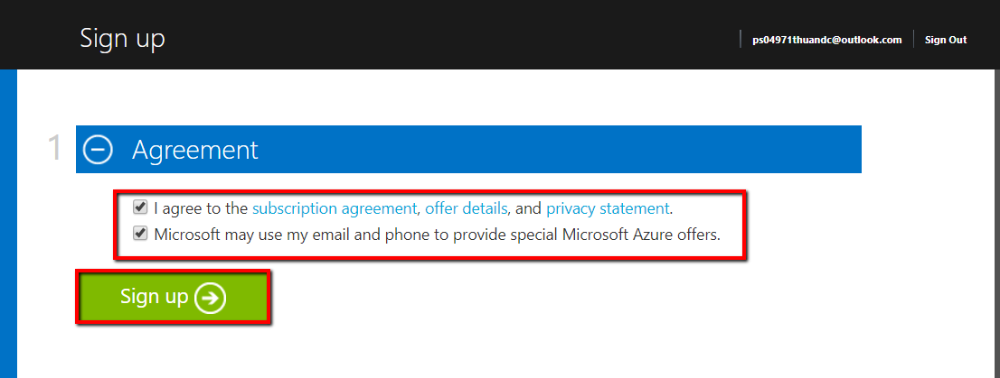 Sign up
ps04971thuandc@outlook.com Sign Out
1 Agreement
I agree to the subscription agreement, offer details, and privacy statement.
Microsoft may use my email and phone to provide special Microsoft Azure offers.
Sign up